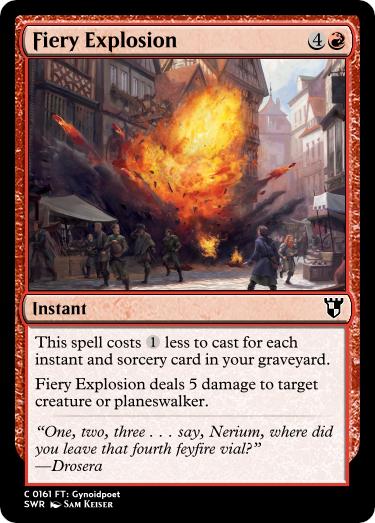 Fiery Explosion 4
Instant
This spell costs 1 less to cast for each
instant and sorcery card in your graveyard.
Fiery Explosion deals 5 damage to target
creature or planeswalker.
“One, two, three . . . say, Nerium, where did
you leave that fourth feyfire vial?”
—Drosera
C 0161 FT: Gynoidpoet
SWR Sam Keiser